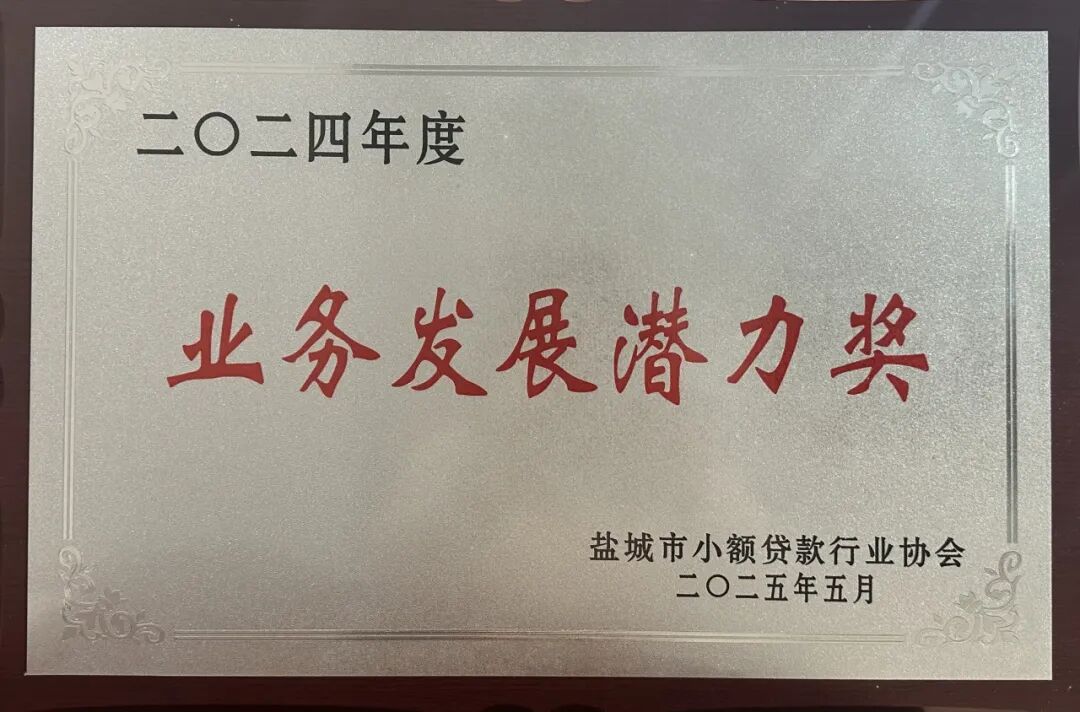 二〇二四年度
业务发展潜力奖
盐城市小额贷款行业协会
二〇二五年五月